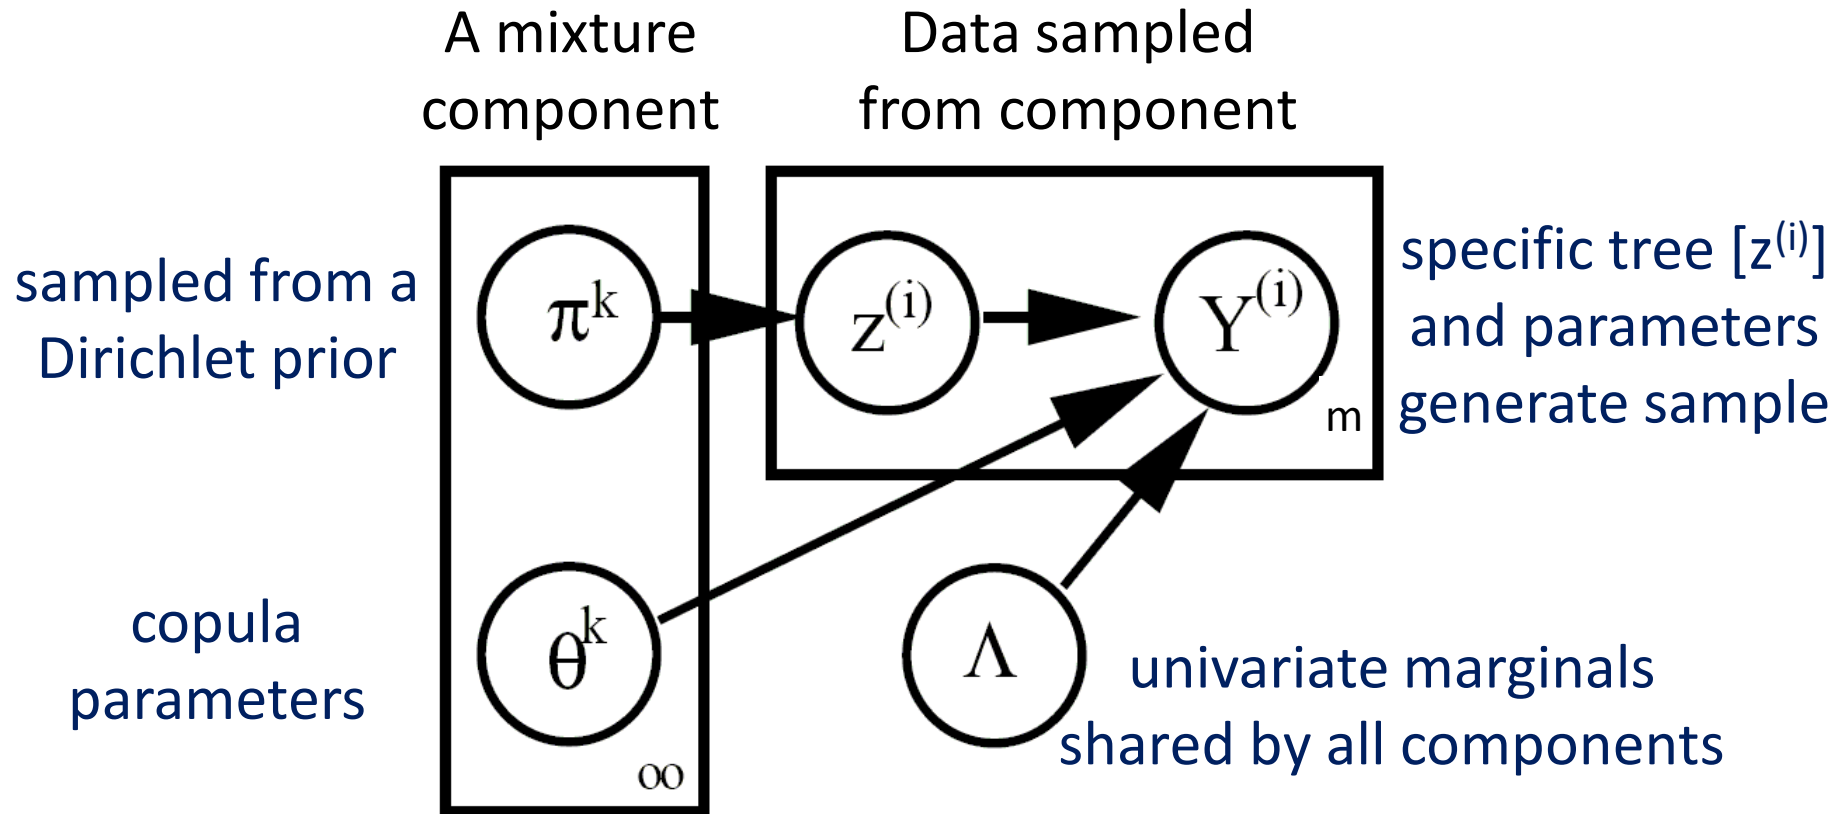 A mixture
component
Data sampled
from component
sampled from a
Dirichlet prior
πᵏ
z⁽ⁱ⁾
Y⁽ⁱ⁾
m
specific tree [z⁽ⁱ⁾]
and parameters
generate sample
copula
parameters
θᵏ
∞
Λ
univariate marginals
shared by all components